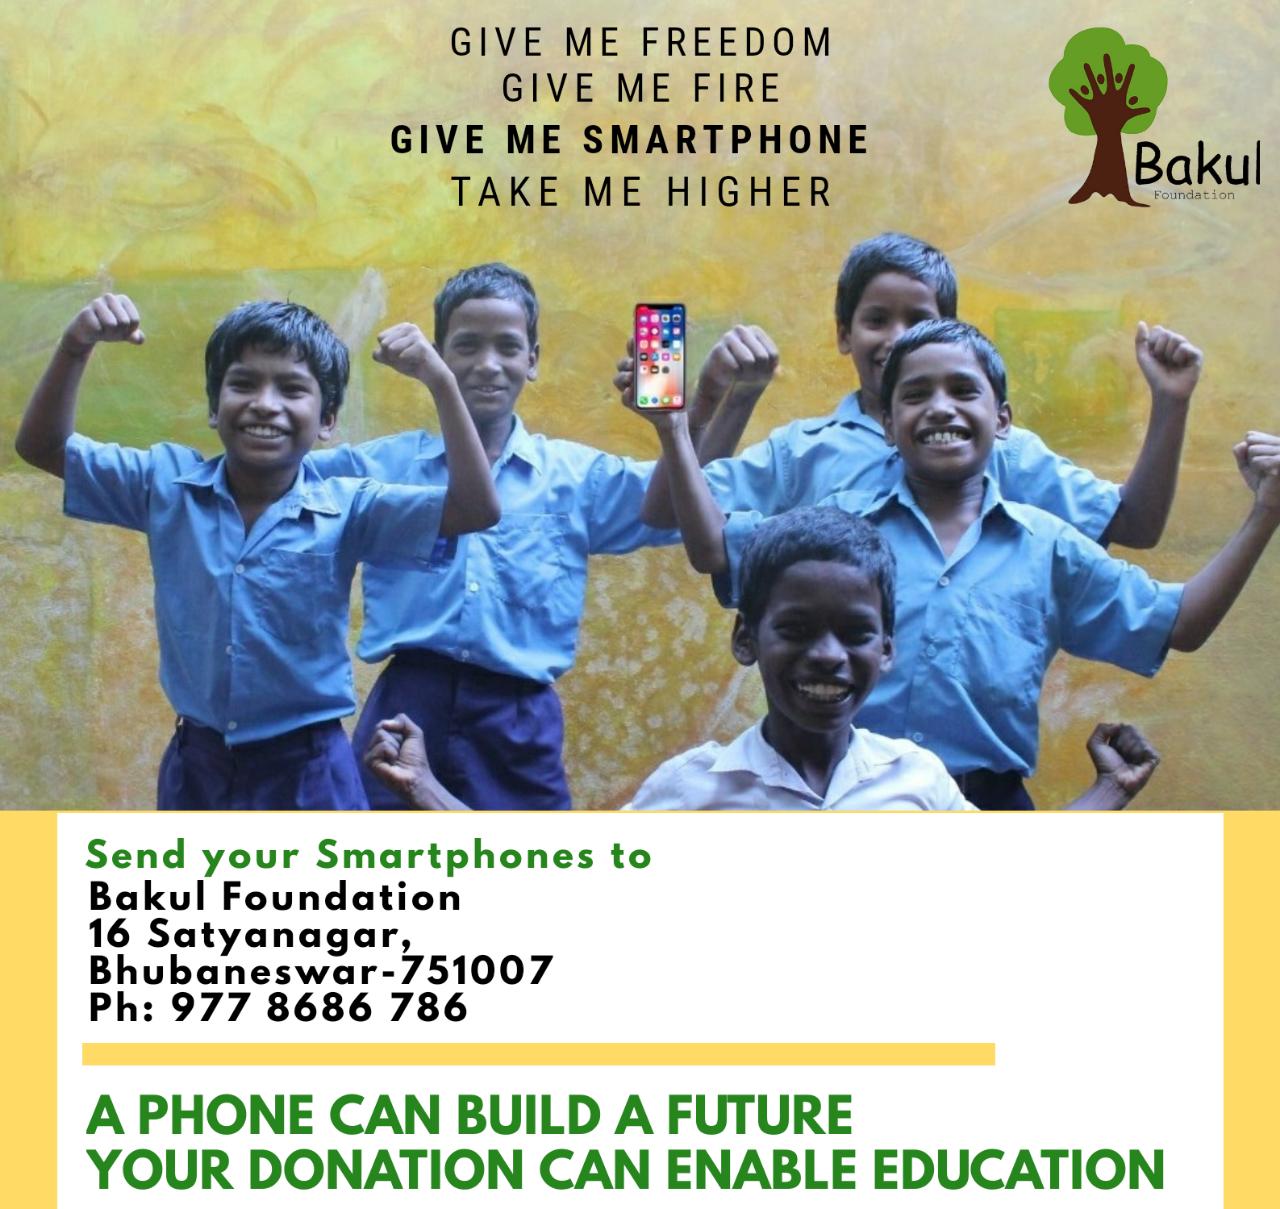 GIVE ME FREEDOM
GIVE ME FIRE
GIVE ME SMARTPHONE
TAKE ME HIGHER
Bakul
Foundation
Send your Smartphones to
Bakul Foundation
16 Satyanagar,
Bhubaneswar-751007
Ph: 977 8686 786
A PHONE CAN BUILD A FUTURE
YOUR DONATION CAN ENABLE EDUCATION